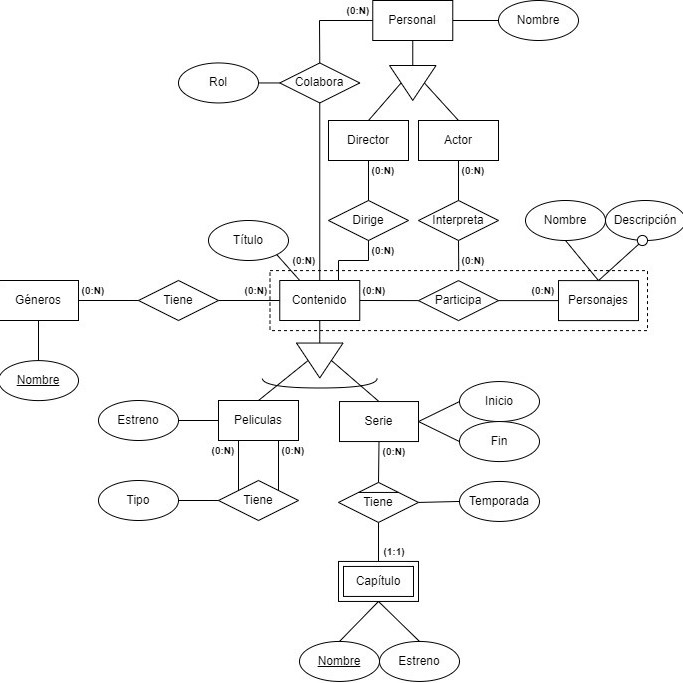 (0:N)
Personal
Nombre
Rol
Colabora
Director
Actor
(0:N)
(0:N)
Dirige
Interpreta
Nombre
Descripción
Título
(0:N)
(0:N)
(0:N)
Géneros
(0:N)
Tiene
(0:N)
Contenido
(0:N)
Participa
(0:N)
Personajes
Nombre
Estreno
Peliculas
Serie
Inicio
Fin
(0:N)
(0:N)
(0:N)
Tipo
Tiene
Tiene
Temporada
(1:1)
Capítulo
Nombre
Estreno